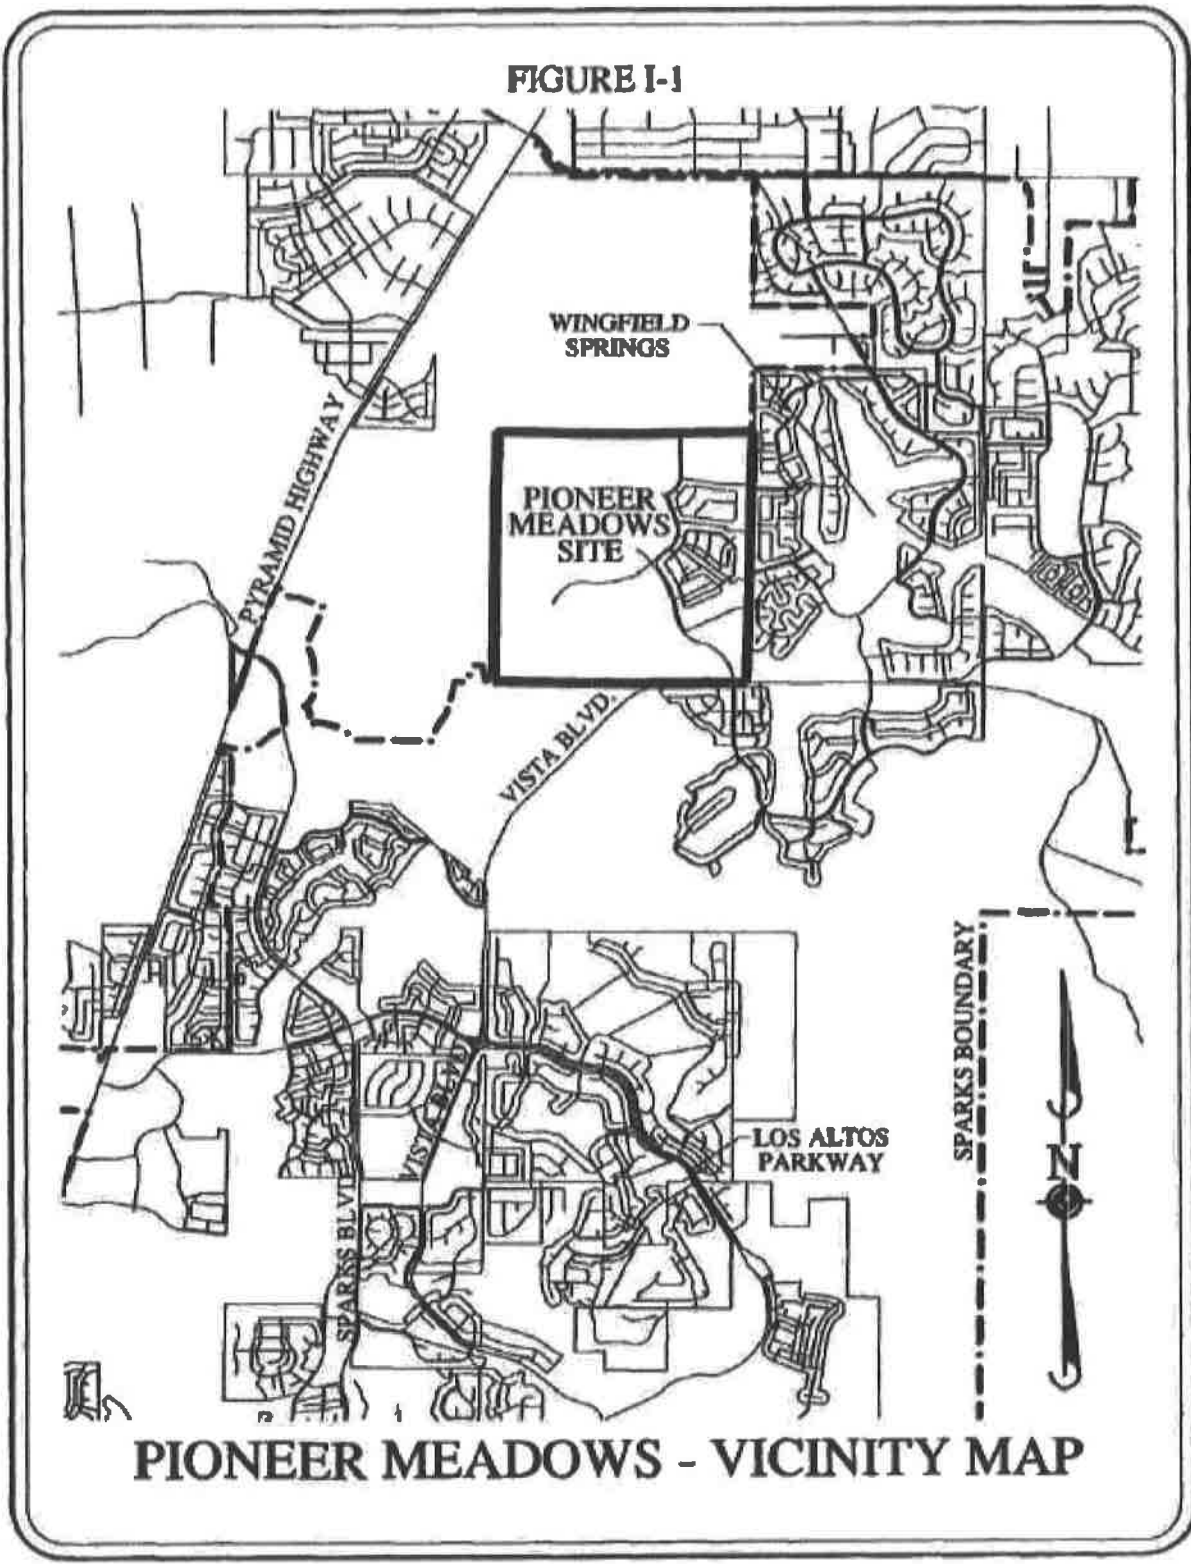 FIGURE I-1
WINGFIELD
SPRINGS
PYRAMID HIGHWAY
PIONEER
MEADOWS
SITE
VISTA BLVD.
SPARKS BOUNDARY
VISTA BLVD
LOS ALTOS
PARKWAY
N
SPARKS BLVD
PIONEER MEADOWS - VICINITY MAP